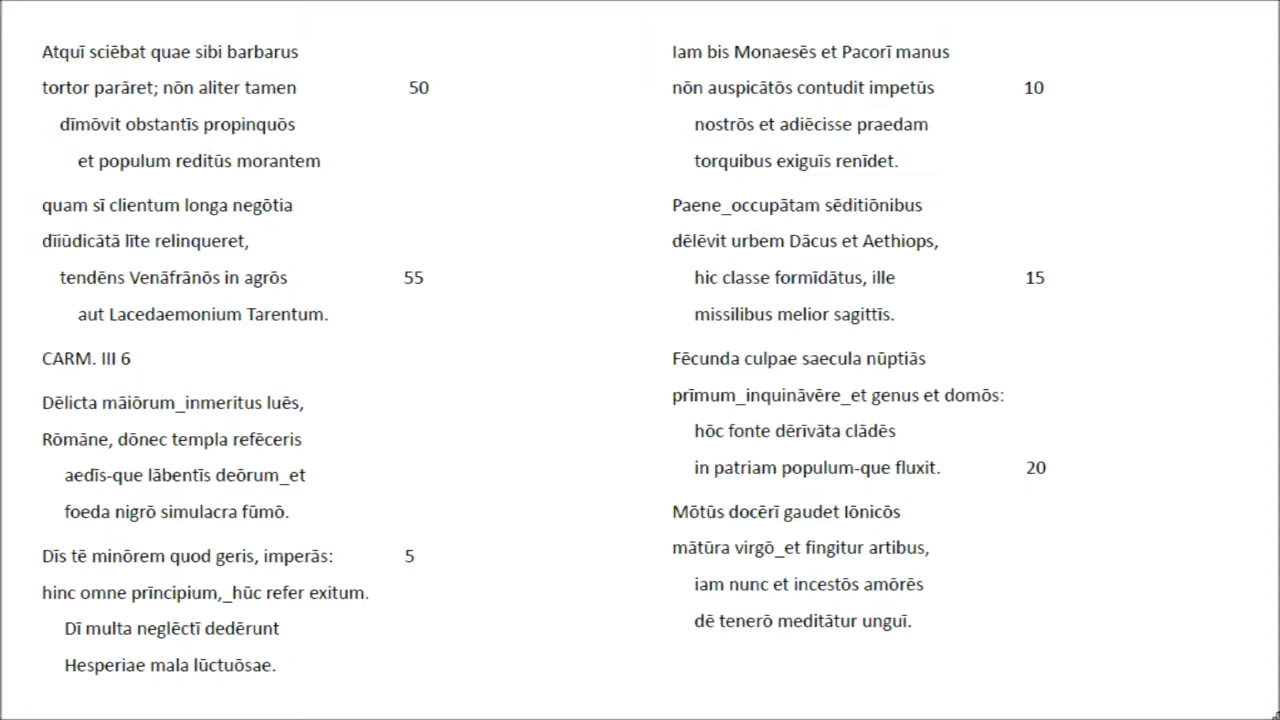 Atquī sciēbat quae sibi barbarus
tortor parāret; nōn aliter tamen 50
dīmōvit obstantīs propinquōs
et populum reditūs morantem
quam sī clientum longa negōtia
dīiūdicātā līte relinqueret,
tendēns Venāfrānōs in agrōs 55
aut Lacedaemonium Tarentum.
CARM. III 6
Dēlicta māiōrum_inmeritus luēs,
Rōmāne, dōnec templa refēceris
aedīs-que lābentīs deōrum_et
foeda nigrō simulacra fūmō.
Dīs tē minōrem quod geris, imperās: 5
hinc omne prīncipium,_hūc refer exitum.
Dī multa neglēctī dedērunt
Hesperiae mala lūctuōsae.
Iam bis Monaesēs et Pacorī manus
nōn auspicātōs contudit impetūs 10
nostrōs et adiēcisse praedam
torquibus exiguīs renīdet.
Paene_occupātam sēditiōnibus
dēlēvit urbem Dācus et Aethiops,
hic classe formīdātus, ille 15
missilibus melior sagittīs.
Fēcunda culpae saecula nūptiās
prīmum_inquināvēre_et genus et domōs:
hōc fonte dērīvāta clādēs
in patriam populum-que fluxit. 20
Mōtūs docērī gaudet Iōnicōs
mātūra virgō_et fingitur artibus,
iam nunc et incestōs amōrēs
dē tenerō meditātur unguī.